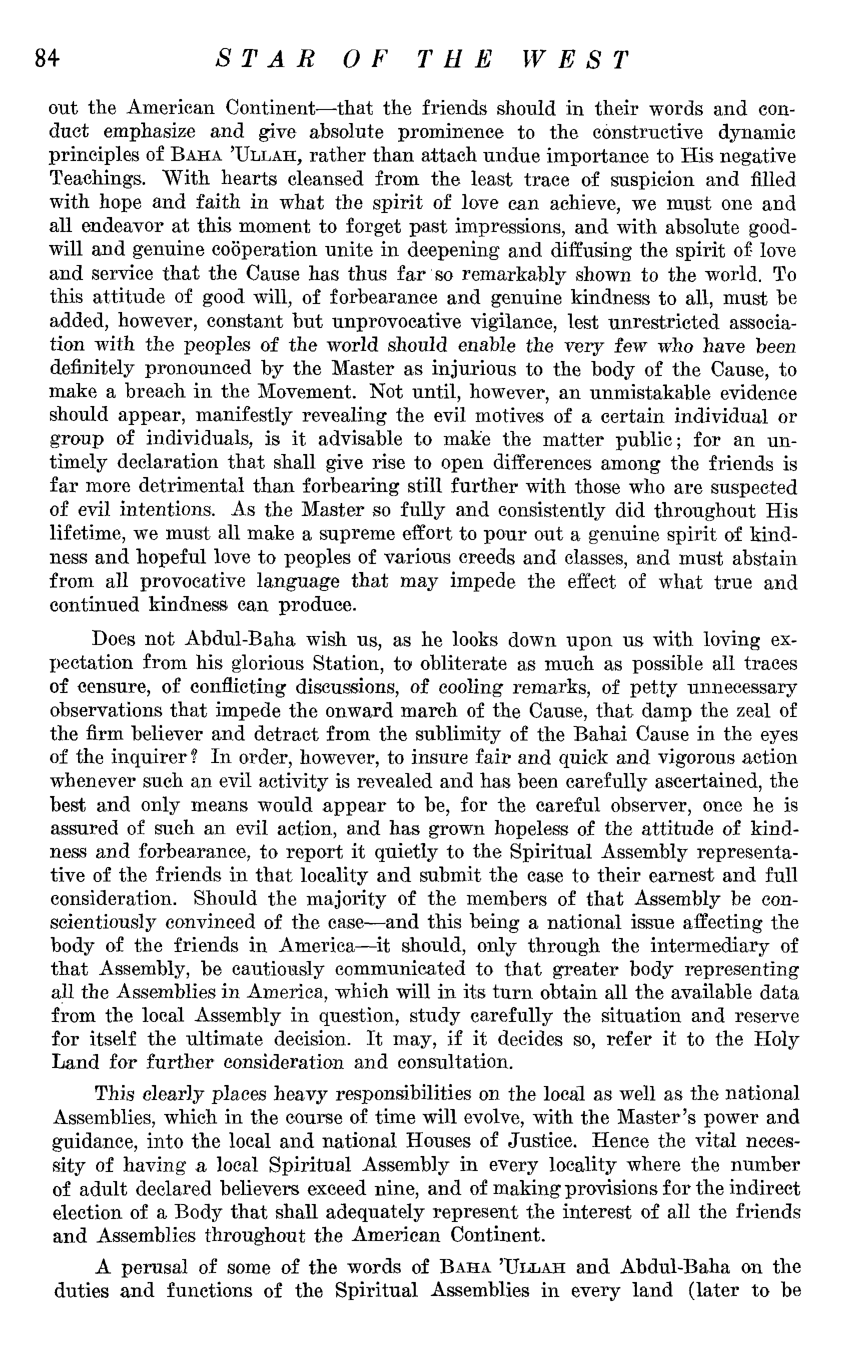 84 STAR OF THE WEST
out the American Continent—that the friends should in their words and con-
duct emphasize and give absolute prominence to the constructive dynamic
principles of BAHA 'ULLAH, rather than attach undue importance to His negative
Teachings. With hearts cleansed from the least trace of suspicion and filled
with hope and faith in what the spirit of love can achieve, we must one and
all endeavor at this moment to forget past impressions, and with absolute good-
will and genuine coöperation unite in deepening and diffusing the spirit of love
and service that the Cause has thus far so remarkably shown to the world. To
this attitude of good will, of forbearance and genuine kindness to all, must be
added, however, constant but unprovocative vigilance, lest unrestricted associa-
tion with the peoples of the world should enable the very few who have been
definitely pronounced by the Master as injurious to the body of the Cause, to
make a breach in the Movement. Not until, however, an unmistakable evidence
should appear, manifestly revealing the evil motives of a certain individual or
group of individuals, is it advisable to make the matter public; for an un-
timely declaration that shall give rise to open differences among the friends is
far more detrimental than forbearing still further with those who are suspected
of evil intentions. As the Master so fully and consistently did throughout His
lifetime, we must all make a supreme effort to pour out a genuine spirit of kind-
ness and hopeful love to peoples of various creeds and classes, and must abstain
from all provocative language that may impede the effect of what true and
continued kindness can produce.
Does not Abdul-Baha wish us, as he looks down upon us with loving ex-
pectation from his glorious Station, to obliterate as much as possible all traces
of censure, of conflicting discussions, of cooling remarks, of petty unnecessary
observations that impede the onward march of the Cause, that damp the zeal of
the firm believer and detract from the sublimity of the Bahai Cause in the eyes
of the inquirer? In order, however, to insure fair and quick and vigorous action
whenever such an evil activity is revealed and has been carefully ascertained, the
best and only means would appear to be, for the careful observer, once he is
assured of such an evil action, and has grown hopeless of the attitude of kind-
ness and forbearance, to report it quietly to the Spiritual Assembly representa-
tive of the friends in that locality and submit the case to their earnest and full
consideration. Should the majority of the members of that Assembly be con-
scientiously convinced of the case—and this being a national issue affecting the
body of the friends in America—it should, only through the intermediary of
that Assembly, be cautiously communicated to that greater body representing
all the Assemblies in America, which will in its turn obtain all the available data
from the local Assembly in question, study carefully the situation and reserve
for itself the ultimate decision. It may, if it decides so, refer it to the Holy
Land for further consideration and consultation.
This clearly places heavy responsibilities on the local as well as the national
Assemblies, which in the course of time will evolve, with the Master's power and
guidance, into the local and national Houses of Justice. Hence the vital neces-
sity of having a local Spiritual Assembly in every locality where the number
of adult declared believers exceed nine, and of making provisions for the indirect
election of a Body that shall adequately represent the interest of all the friends
and Assemblies throughout the American Continent.
A perusal of some of the words of BAHA 'ULLAH and Abdul-Baha on the
duties and functions of the Spiritual Assemblies in every land (later to be